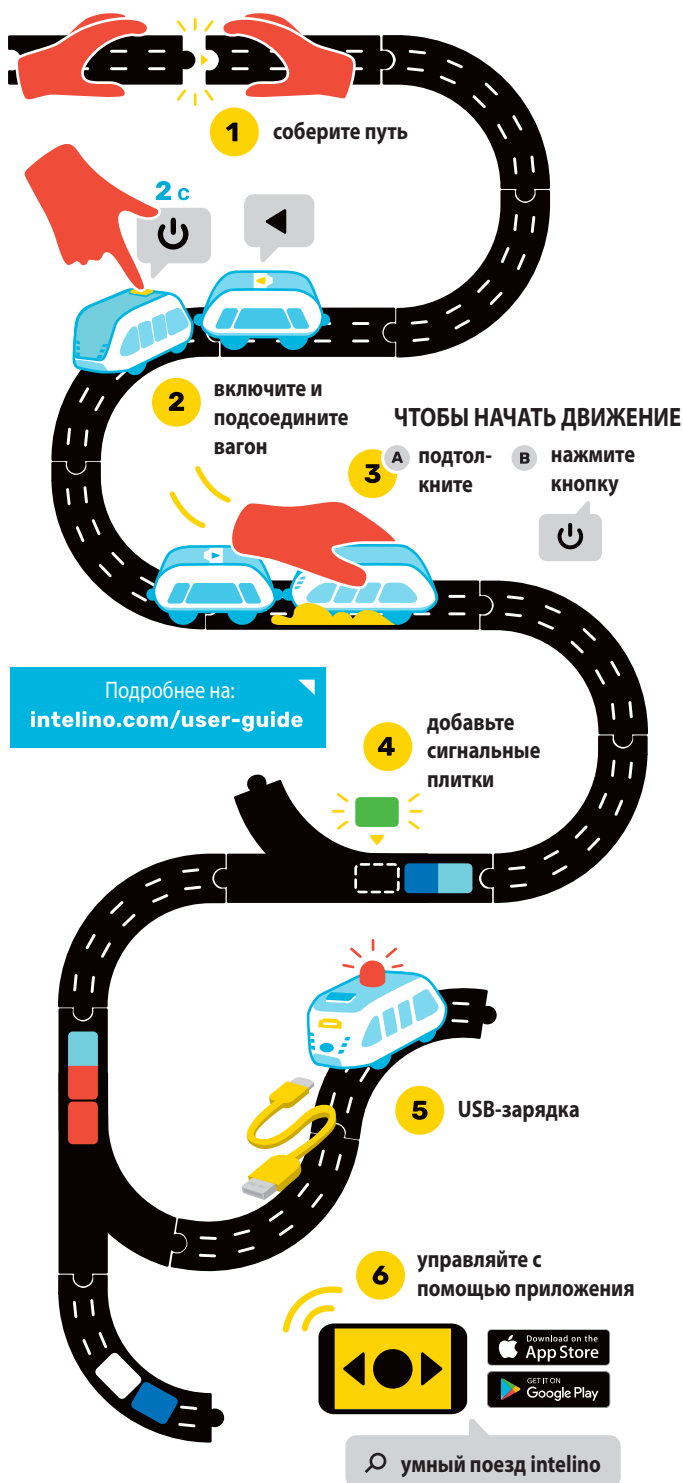 1
соберите путь
2 с
2
включите и
подсоедините
вагон
ЧТОБЫ НАЧАТЬ ДВИЖЕНИЕ
3
A
подтол-
кните
B
нажмите
кнопку
Подробнее на:
intelino.com/user-guide
4
добавьте
сигнальные
плитки
5
USB-зарядка
6
управляйте с
помощью приложения
Download on the
App Store
GET IT ON
Google Play
умный поезд intelino